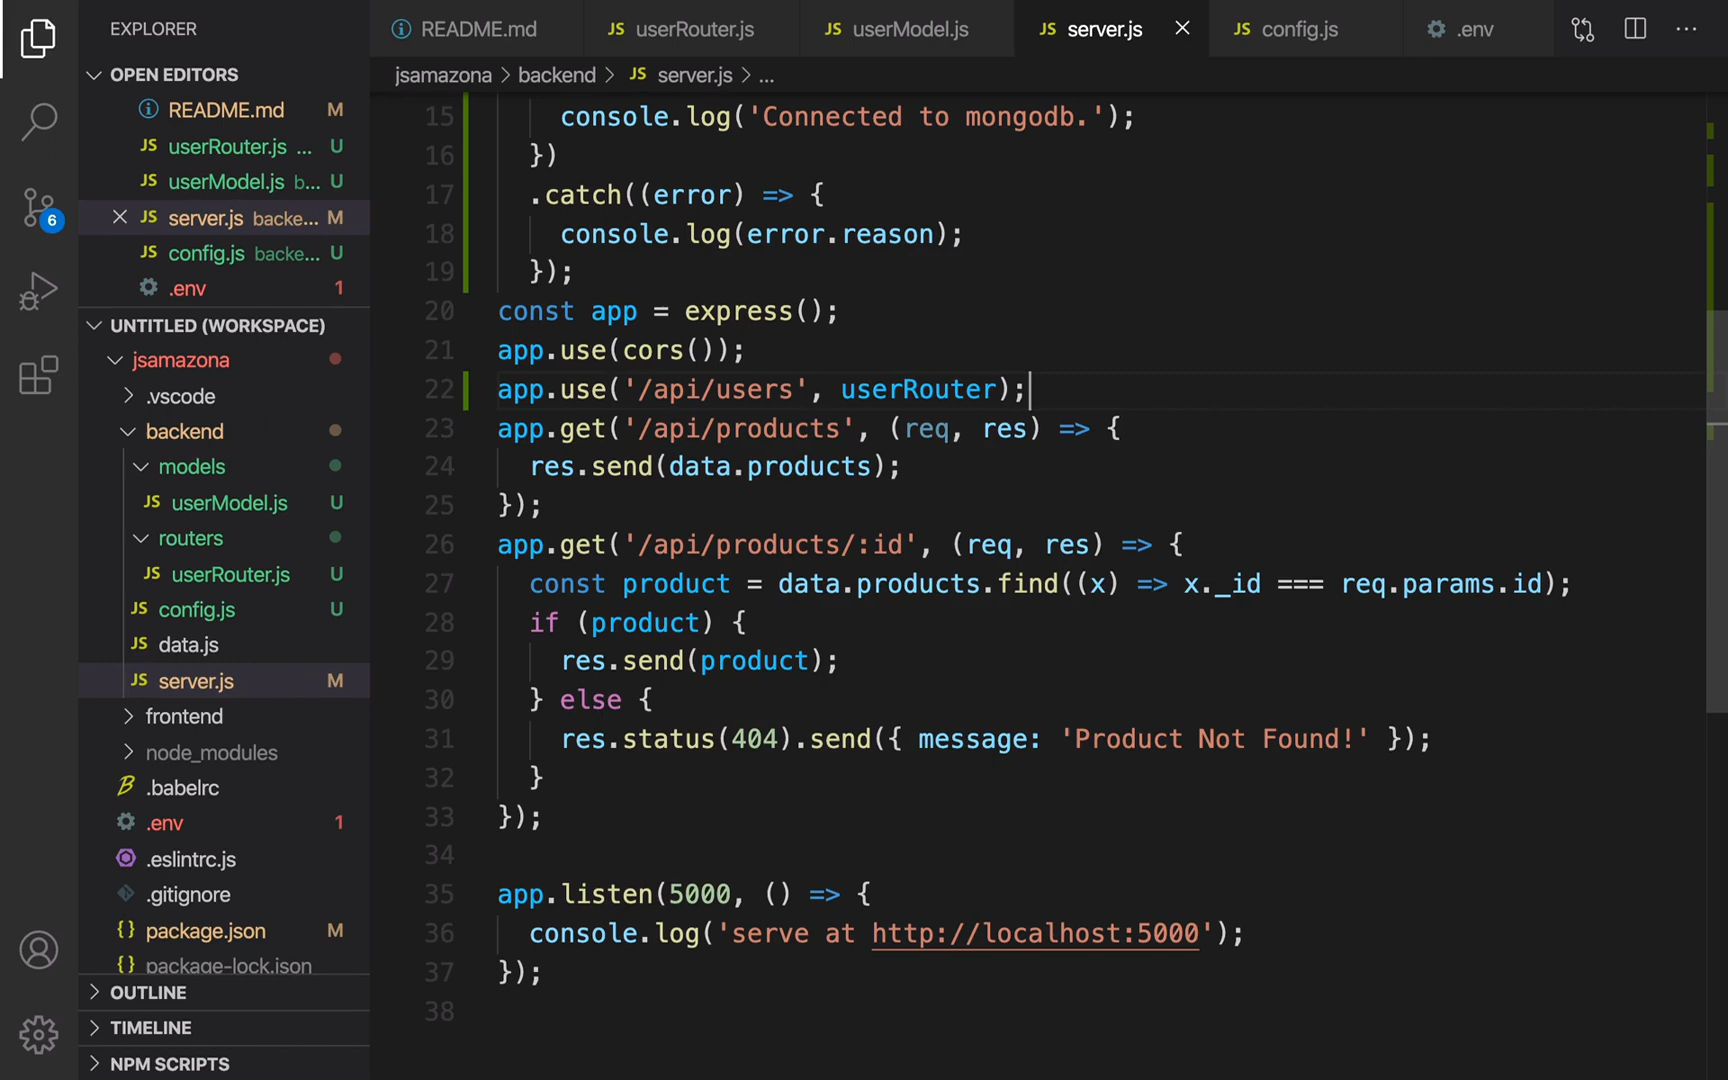 EXPLORER
OPEN EDITORS
README.md M
JS userRouter.js ... U
JS userModel.js b... U
JS server.js backe... M
JS config.js backe... U
.env 1
UNTITLED (WORKSPACE)
jsamazona
.vscode
backend
models
JS userModel.js U
routers
JS userRouter.js U
JS config.js U
JS data.js
JS server.js M
frontend
node_modules
.babelrc
.env 1
.eslintrc.js
.gitignore
{} package.json M
{} package-lock.json
OUTLINE
TIMELINE
NPM SCRIPTS
6
README.md JS userRouter.js JS userModel.js JS server.js JS config.js .env ...
jsamazona > backend > JS server.js > ...
15 console.log('Connected to mongodb.');
16 })
17 .catch((error) => {
18 console.log(error.reason);
19 });
20 const app = express();
21 app.use(cors());
22 app.use('/api/users', userRouter);
23 app.get('/api/products', (req, res) => {
24 res.send(data.products);
25 });
26 app.get('/api/products/:id', (req, res) => {
27 const product = data.products.find((x) => x._id === req.params.id);
28 if (product) {
29 res.send(product);
30 } else {
31 res.status(404).send({ message: 'Product Not Found!' });
32 }
33 });
34
35 app.listen(5000, () => {
36 console.log('serve at http://localhost:5000');
37 });
38